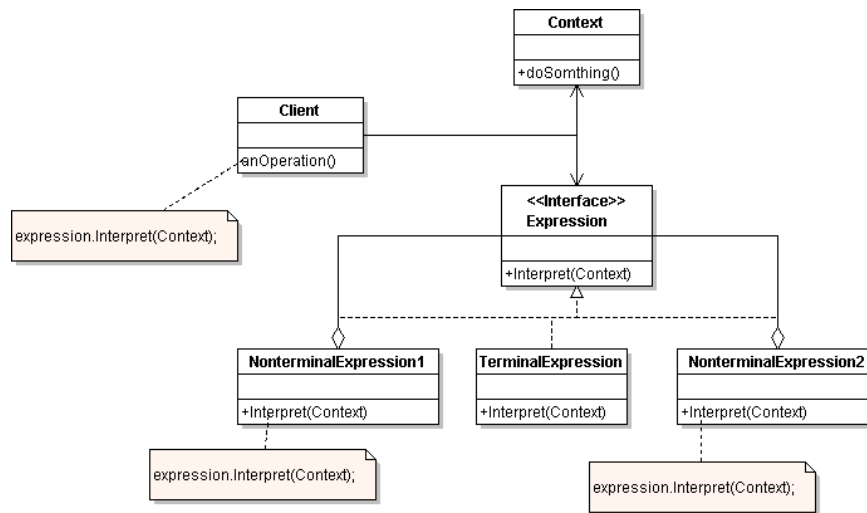 Context
+doSomthing()
Client
anOperation()
expression.Interpret(Context);
<<Interface>>
Expression
+Interpret(Context)
NonterminalExpression1
+Interpret(Context)
TerminalExpression
+Interpret(Context)
NonterminalExpression2
+Interpret(Context)
expression.Interpret(Context);
expression.Interpret(Context);